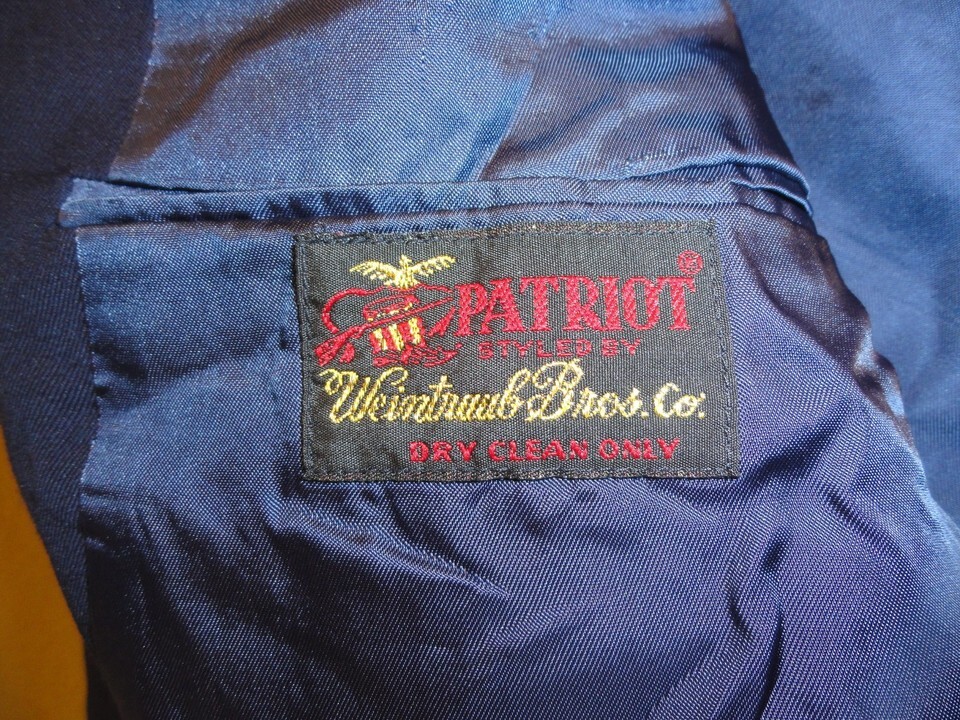 PATRIOT®
STYLED BY
Weintraub Bros. Co.
DRY CLEAN ONLY